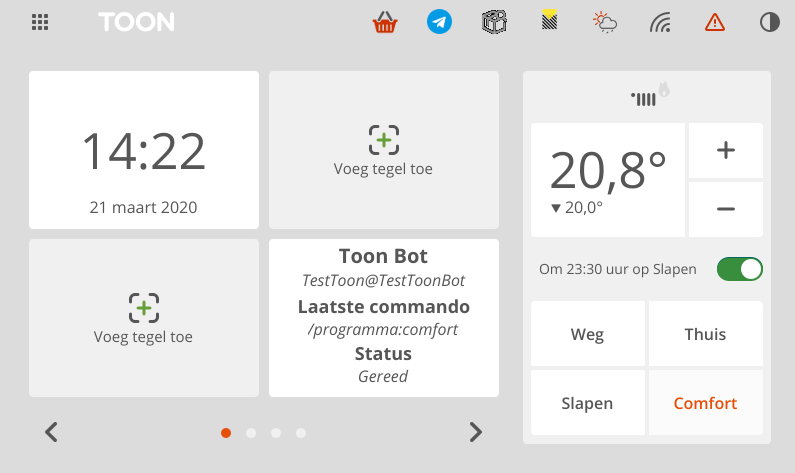 TOON
14:22
21 maart 2020
Voeg tegel toe
Voeg tegel toe
Toon Bot
TestToon@TestToonBot
Laatste commando
/programma:comfort
Status
Gereed
20,8°
▼ 20,0°
Om 23:30 uur op Slapen
Weg
Thuis
Slapen
Comfort